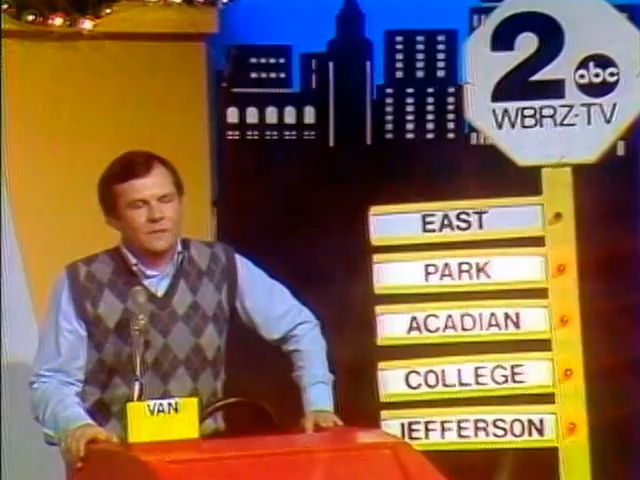 2
abc
WBRZ-TV
EAST
PARK
ACADIAN
COLLEGE
JEFFERSON
VAN